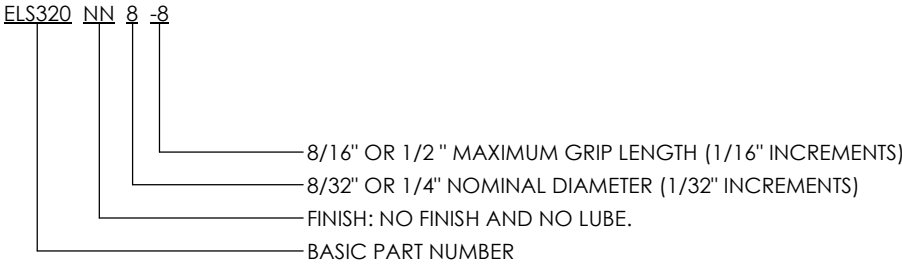 ELS320 NN 8 -8
8/16" OR 1/2 " MAXIMUM GRIP LENGTH (1/16" INCREMENTS)
8/32" OR 1/4" NOMINAL DIAMETER (1/32" INCREMENTS)
FINISH: NO FINISH AND NO LUBE.
BASIC PART NUMBER